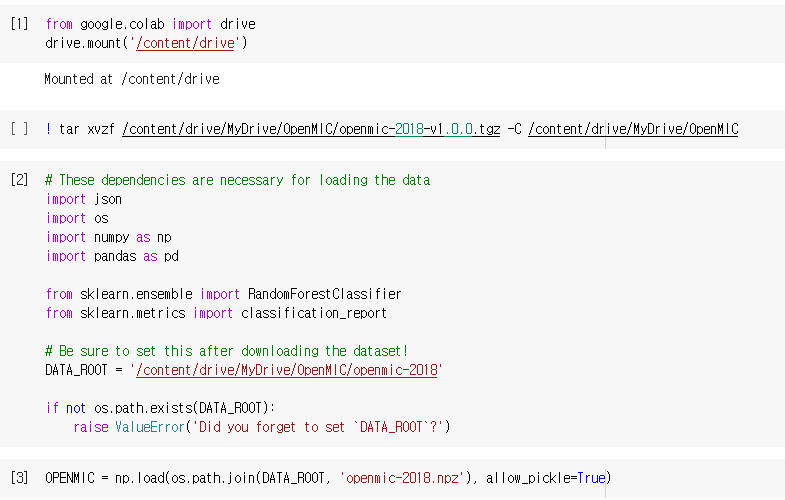 [1] from google.colab import drive
drive.mount('/content/drive')
Mounted at /content/drive
[ ] ! tar xvzf /content/drive/MyDrive/OpenMIC/openmic-2018-v1.0.0.tgz -C /content/drive/MyDrive/OpenMIC
[2] # These dependencies are necessary for loading the data
import json
import os
import numpy as np
import pandas as pd
from sklearn.ensemble import RandomForestClassifier
from sklearn.metrics import classification_report
# Be sure to set this after downloading the dataset!
DATA_ROOT = '/content/drive/MyDrive/OpenMIC/openmic-2018'
if not os.path.exists(DATA_ROOT):
raise ValueError('Did you forget to set `DATA_ROOT`?')
[3] OPENMIC = np.load(os.path.join(DATA_ROOT, 'openmic-2018.npz'), allow_pickle=True)